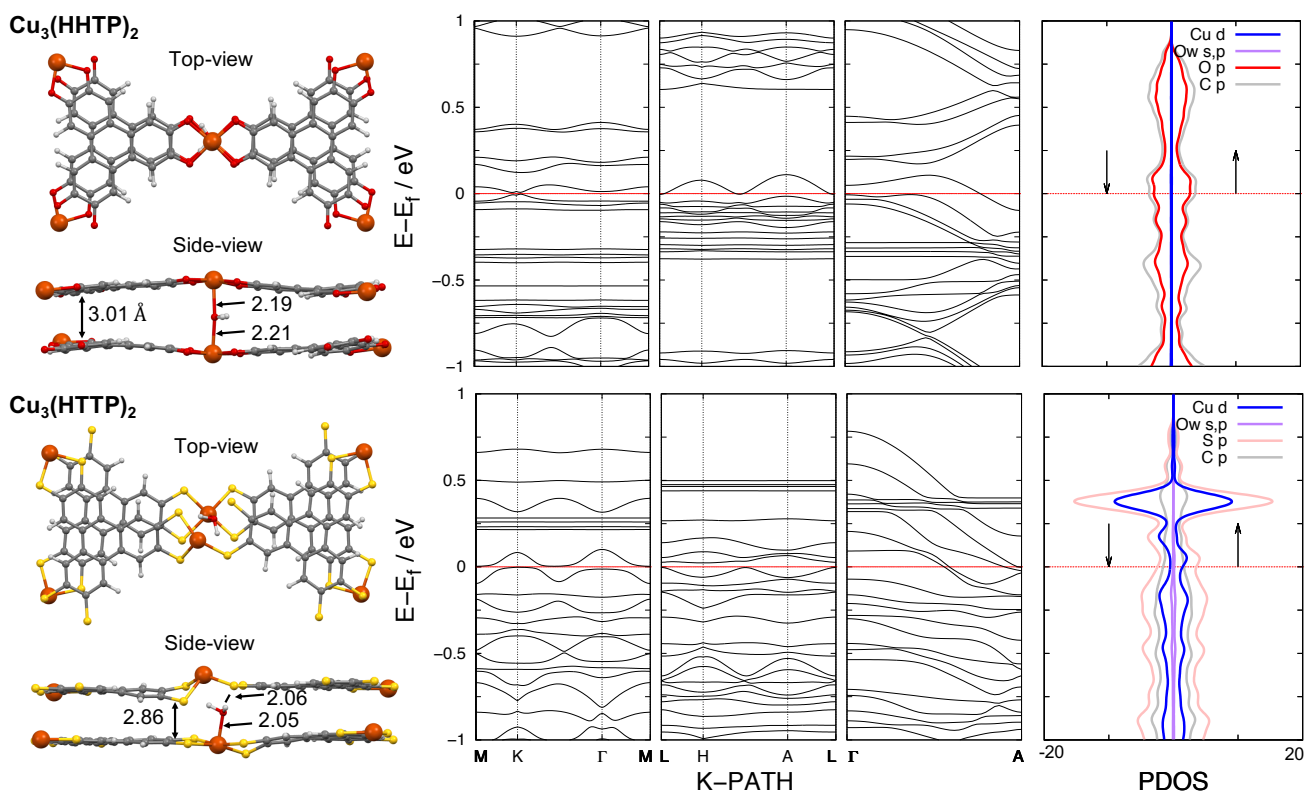 Cu3(HHTP)2
Top-view
Side-view
3.01 Å
2.19
2.21
E−Ef / eV
1
0.5
0
−0.5
−1
Cu d
Ow s,p
O p
C p
Cu3(HTTP)2
Top-view
Side-view
2.86
2.06
2.05
E−Ef / eV
1
0.5
0
−0.5
−1
M K Γ M L H A L Γ A
K−PATH
Cu d
Ow s,p
S p
C p
-20 20
PDOS